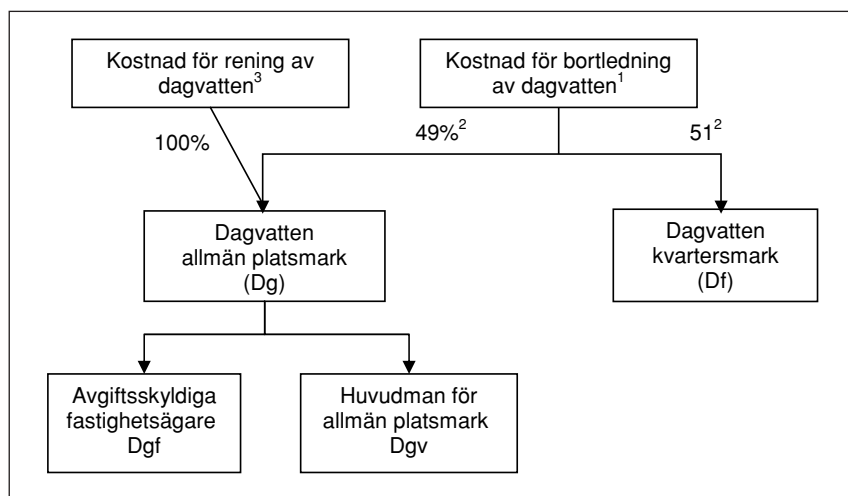 Kostnad för rening av
dagvatten³
Kostnad för bortledning
av dagvatten¹
100%
49%²
51²
Dagvatten
allmän platsmark
(Dg)
Dagvatten
kvartersmark
(Df)
Avgiftsskyldiga
fastighetsägare
Dgf
Huvudman för
allmän platsmark
Dgv